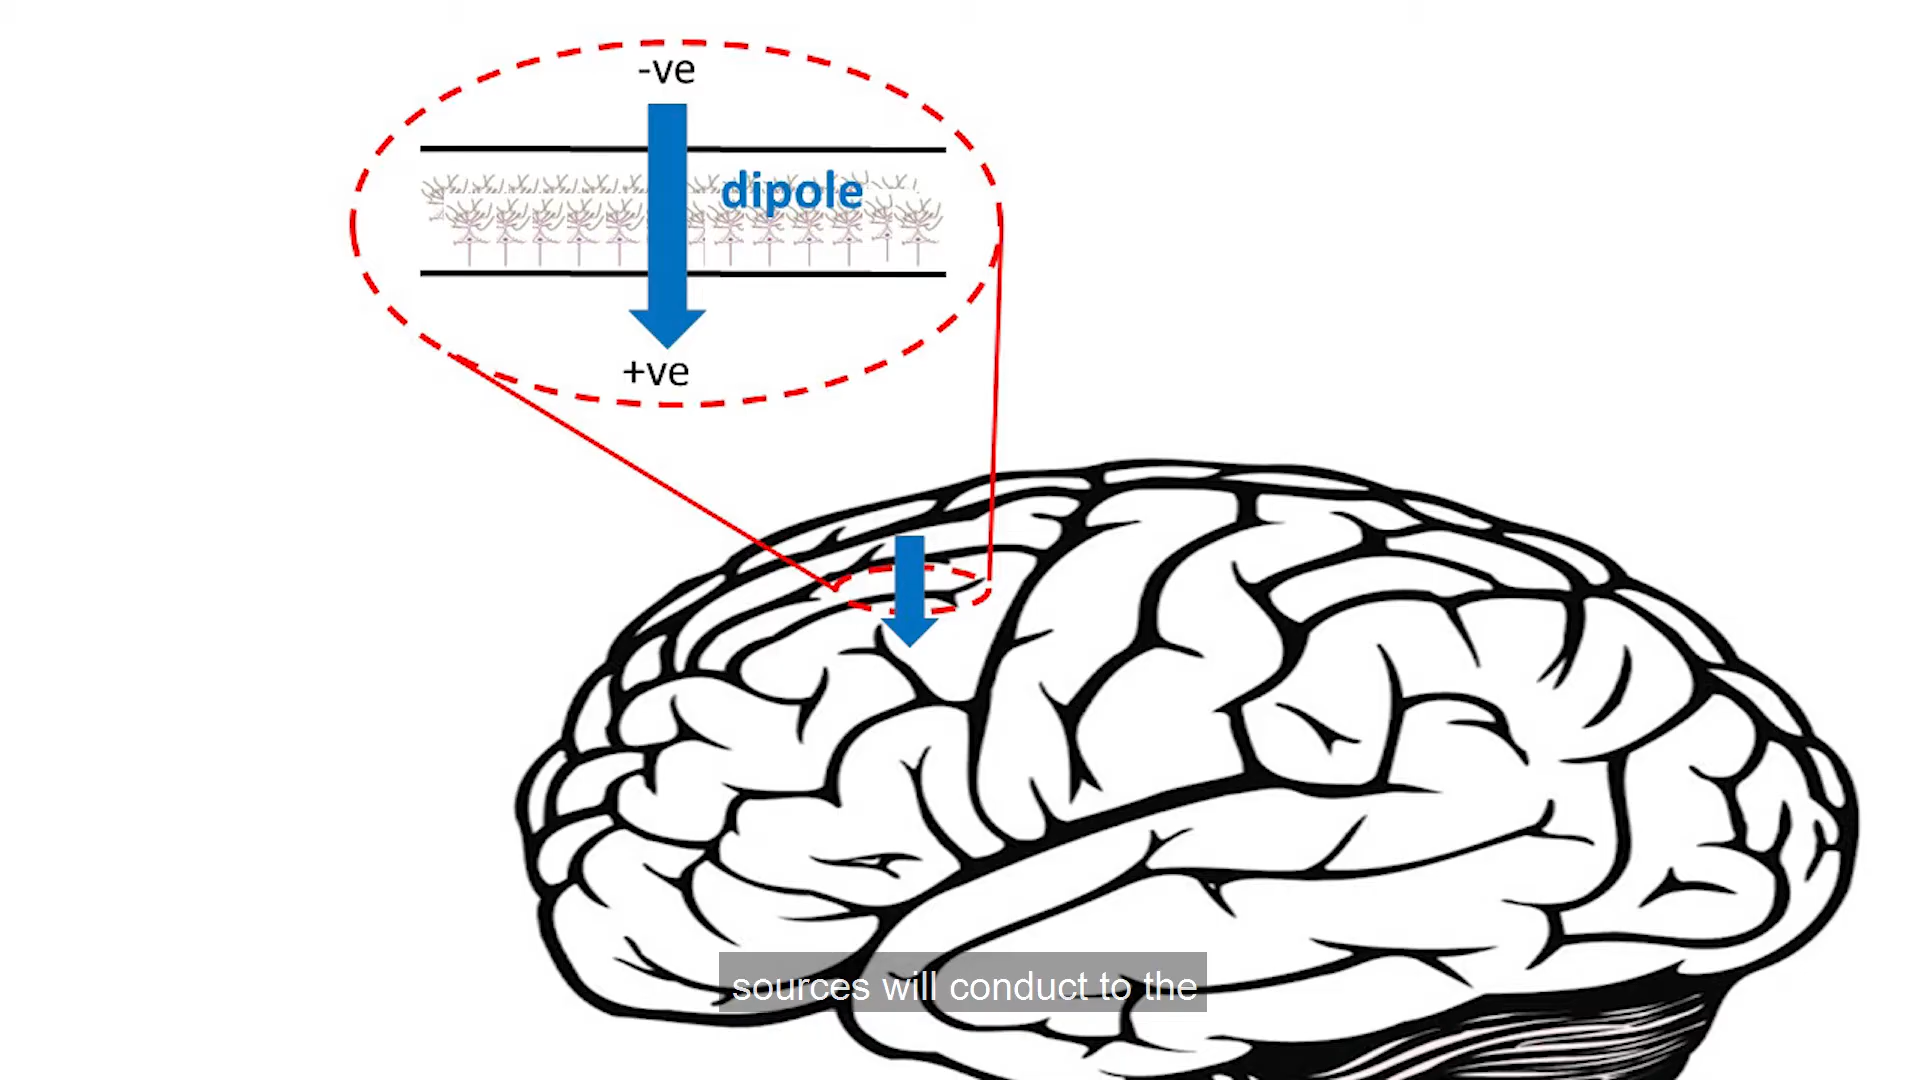 -ve
dipole
+ve
sources will conduct to the